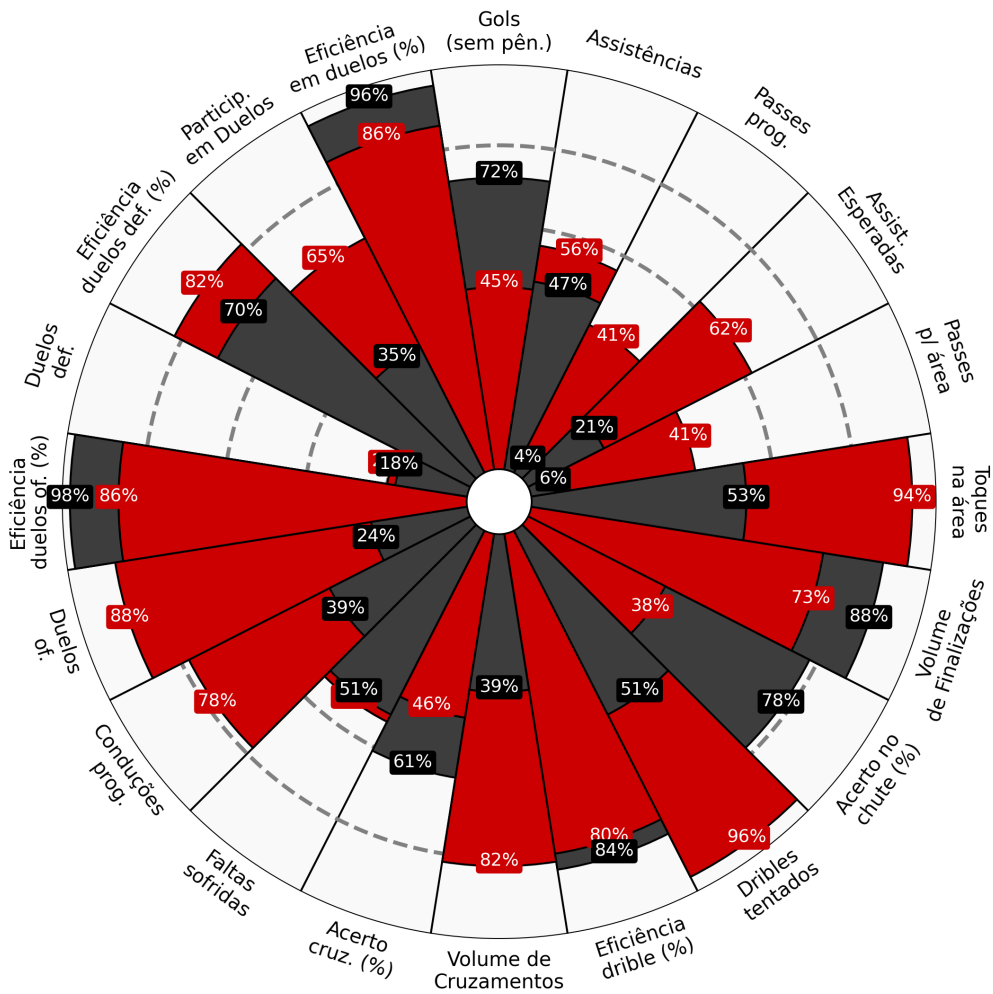 Gols
(sem pên.)
Assistências
Passes
prog.
Assist.
Esperadas
Passes
p/ área
Toques
na área
Volume
de Finalizações
Acerto no
chute (%)
Dribles
tentados
Eficiência
drible (%)
Volume de
Cruzamentos
Acerto
cruz. (%)
Faltas
sofridas
Conduções
prog.
Duelos
of.
Eficiência
duelos of. (%)
Duelos
def.
Eficiência
duelos def. (%)
Particip.
em Duelos
Eficiência
em duelos (%)
72%
45%
56%
47%
41%
4%
62%
21%
41%
6%
53%
94%
73%
88%
38%
78%
51%
96%
80%
84%
39%
82%
46%
61%
51%
39%
78%
24%
88%
98%
86%
18%
82%
70%
65%
35%
96%
86%